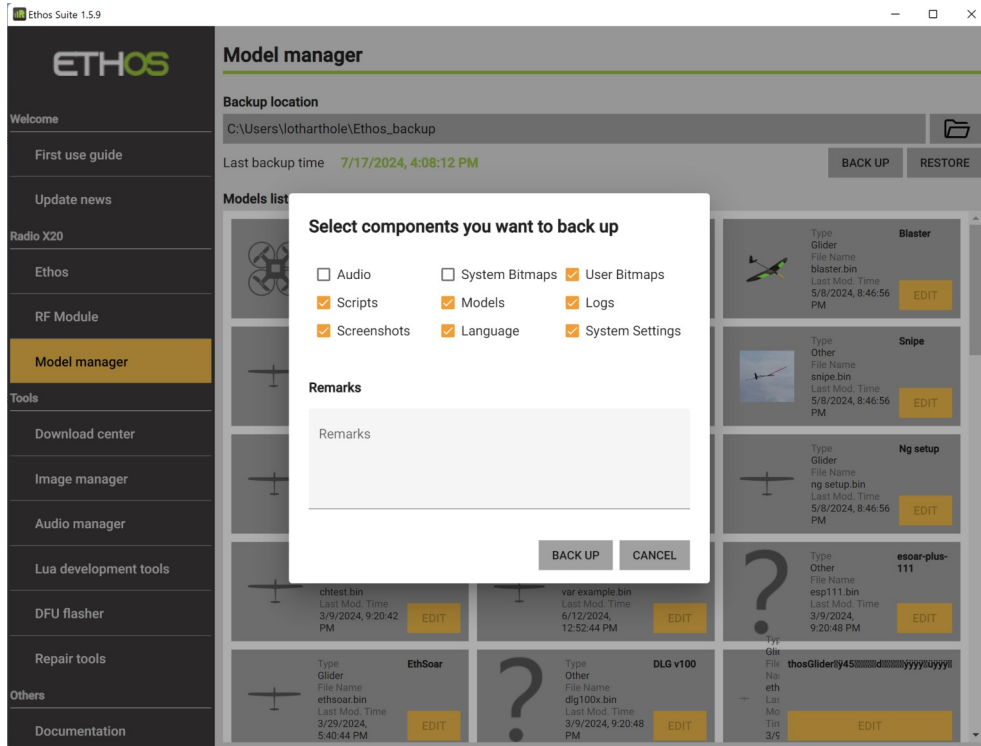 Ethos Suite 1.5.9
ETHOS
Welcome
First use guide
Update news
Radio X20
Ethos
RF Module
Model manager
Tools
Download center
Image manager
Audio manager
Lua development tools
DFU flasher
Repair tools
Others
Documentation
Model manager
Backup location
C:\Users\lotharthole\Ethos_backup
Last backup time 7/17/2024, 4:08:12 PM
BACK UP RESTORE
Models list
Select components you want to back up
Audio System Bitmaps User Bitmaps
Scripts Models Logs
Screenshots Language System Settings
Remarks
Remarks
BACK UP CANCEL
Type Blaster
Glider
File Name
blaster.bin
Last Mod. Time
5/8/2024, 8:46:56
PM
EDIT
Type Snipe
Other
File Name
snipe.bin
Last Mod. Time
5/8/2024, 8:46:56
PM
EDIT
Type Ng setup
Glider
File Name
ng setup.bin
Last Mod. Time
5/8/2024, 8:46:56
PM
EDIT
chtest.bin
Last Mod. Time
3/9/2024, 9:20:42
PM
EDIT
var example.bin
Last Mod. Time
6/12/2024,
12:52:44 PM
EDIT
Type esoar-plus-
Other 111
File Name
esp111.bin
Last Mod. Time
3/9/2024,
9:20:48 PM
EDIT
Type EthSoar
Glider
File Name
ethsoar.bin
Last Mod. Time
3/29/2024,
5:40:44 PM
EDIT
Type DLG v100
Other
File Name
dlg100x.bin
Last Mod. Time
3/9/2024, 9:20:48
PM
EDIT
File
eth
EDIT